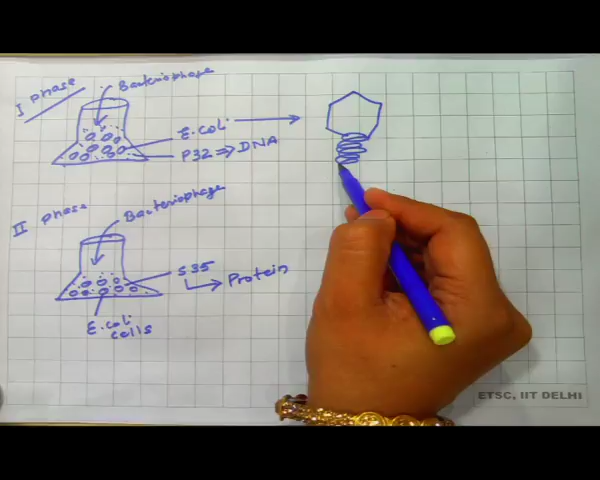 I phase
Bacteriophage
E.coli
P32 ⇒ DNA
II phase
Bacteriophage
S35
Protein
E.coli
cells
ETSC, IIT DELHI